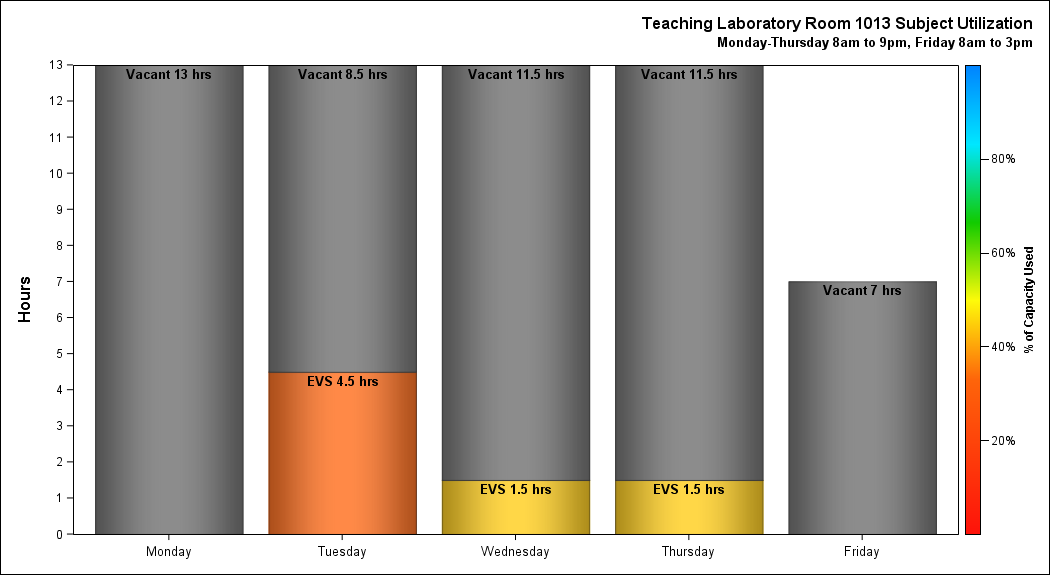 Teaching Laboratory Room 1013 Subject Utilization
Monday-Thursday 8am to 9pm, Friday 8am to 3pm
Hours
13
12
11
10
9
8
7
6
5
4
3
2
1
0
Vacant 13 hrs
Vacant 8.5 hrs
Vacant 11.5 hrs
Vacant 11.5 hrs
Vacant 7 hrs
EVS 4.5 hrs
EVS 1.5 hrs
EVS 1.5 hrs
Monday
Tuesday
Wednesday
Thursday
Friday
80%
60%
40%
20%
% of Capacity Used